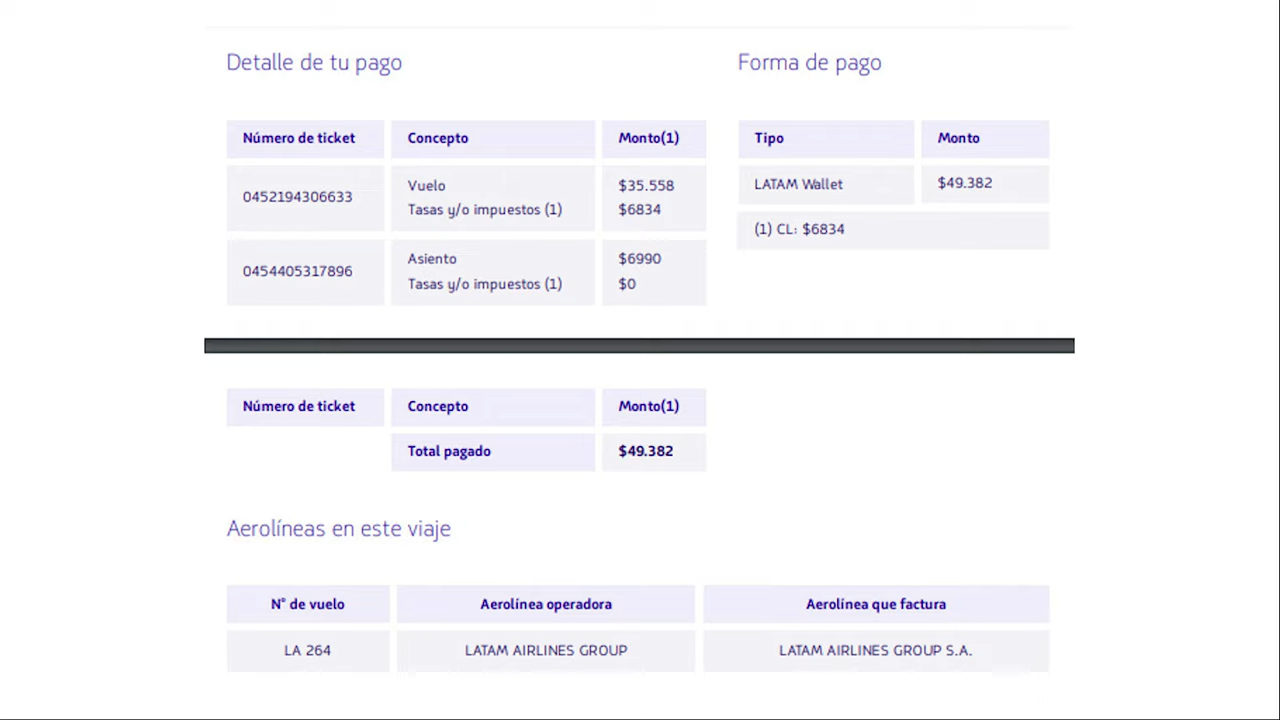 Detalle de tu pago
Forma de pago
Número de ticket Concepto Monto(1)
0452194306633
Vuelo $35.558
Tasas y/o impuestos (1) $6834
0454405317896
Asiento $6990
Tasas y/o impuestos (1) $0
Tipo Monto
LATAM Wallet $49.382
(1) CL: $6834
Número de ticket Concepto Monto(1)
Total pagado $49.382
Aerolíneas en este viaje
N° de vuelo Aerolínea operadora Aerolínea que factura
LA 264 LATAM AIRLINES GROUP LATAM AIRLINES GROUP S.A.